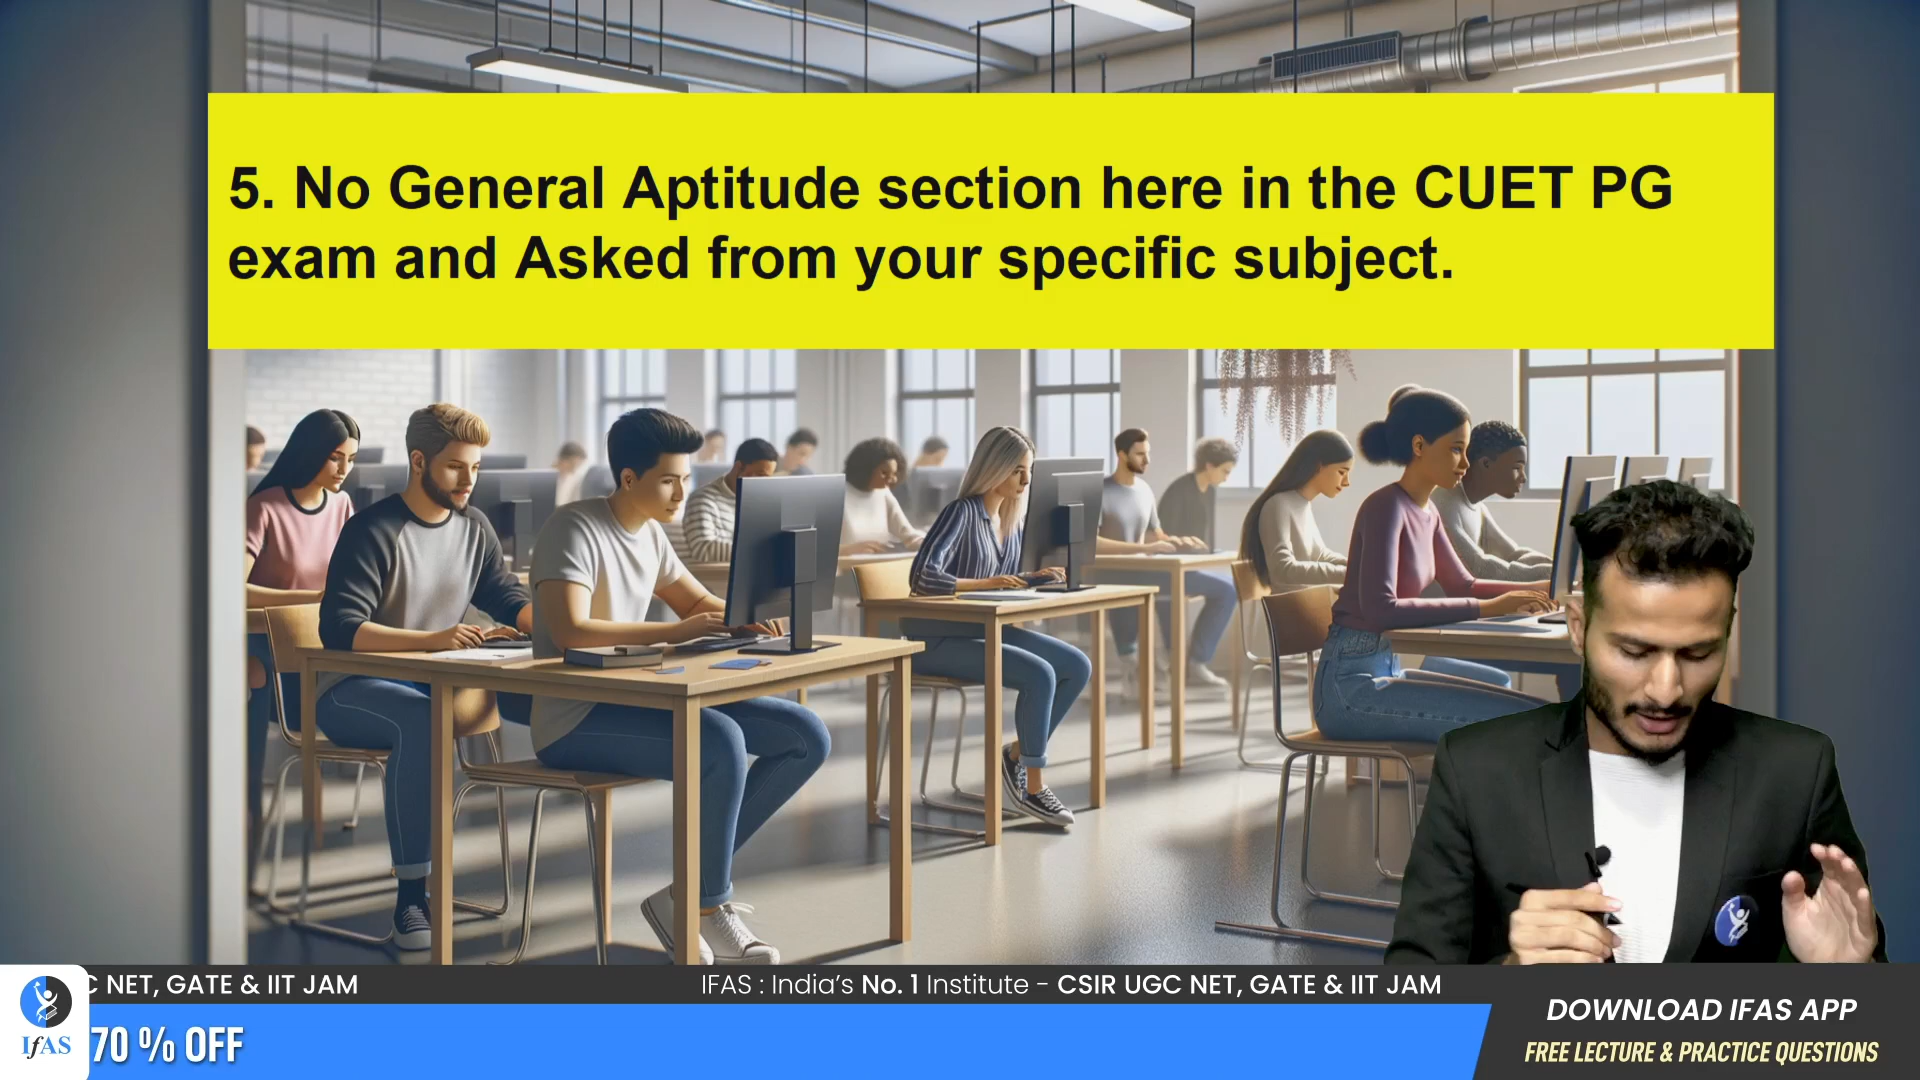 5. No General Aptitude section here in the CUET PG
exam and Asked from your specific subject.
C NET, GATE & IIT JAM
IFAS : India's No. 1 Institute - CSIR UGC NET, GATE & IIT JAM
DOWNLOAD IFAS APP
IfAS
70 % OFF
FREE LECTURE & PRACTICE QUESTIONS